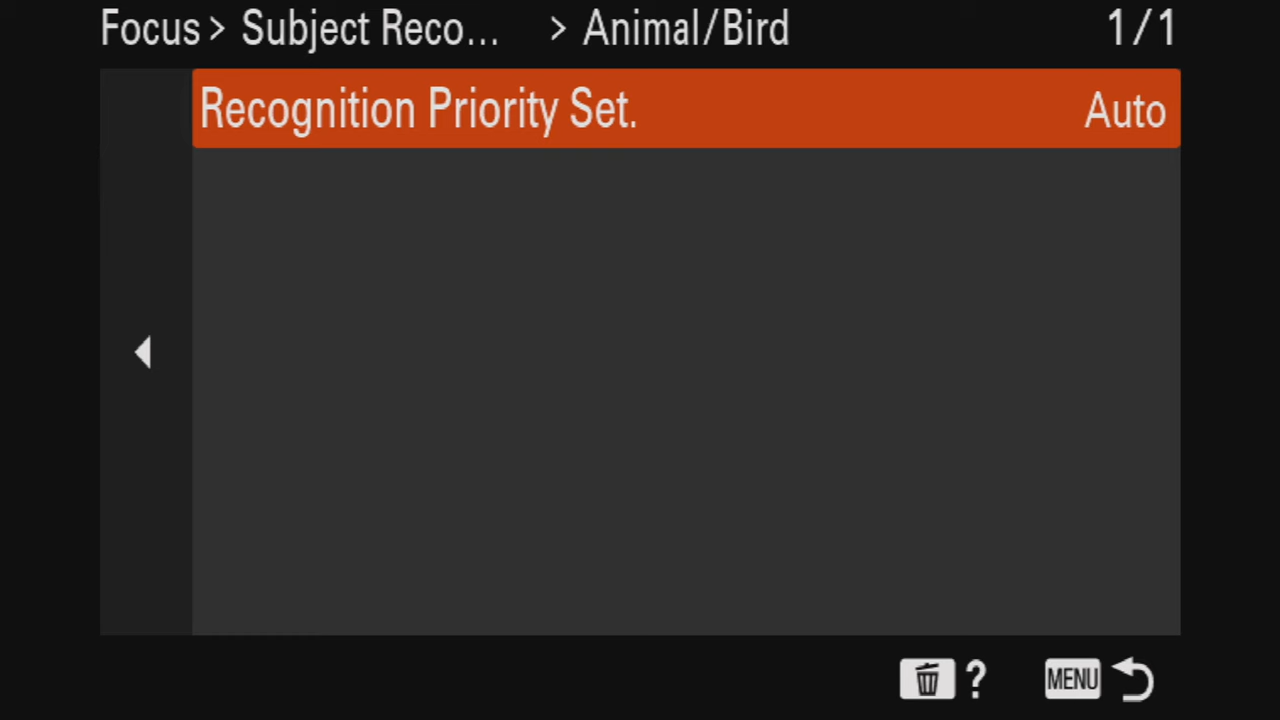 Focus > Subject Reco... > Animal/Bird 1/1
Recognition Priority Set. Auto
? MENU